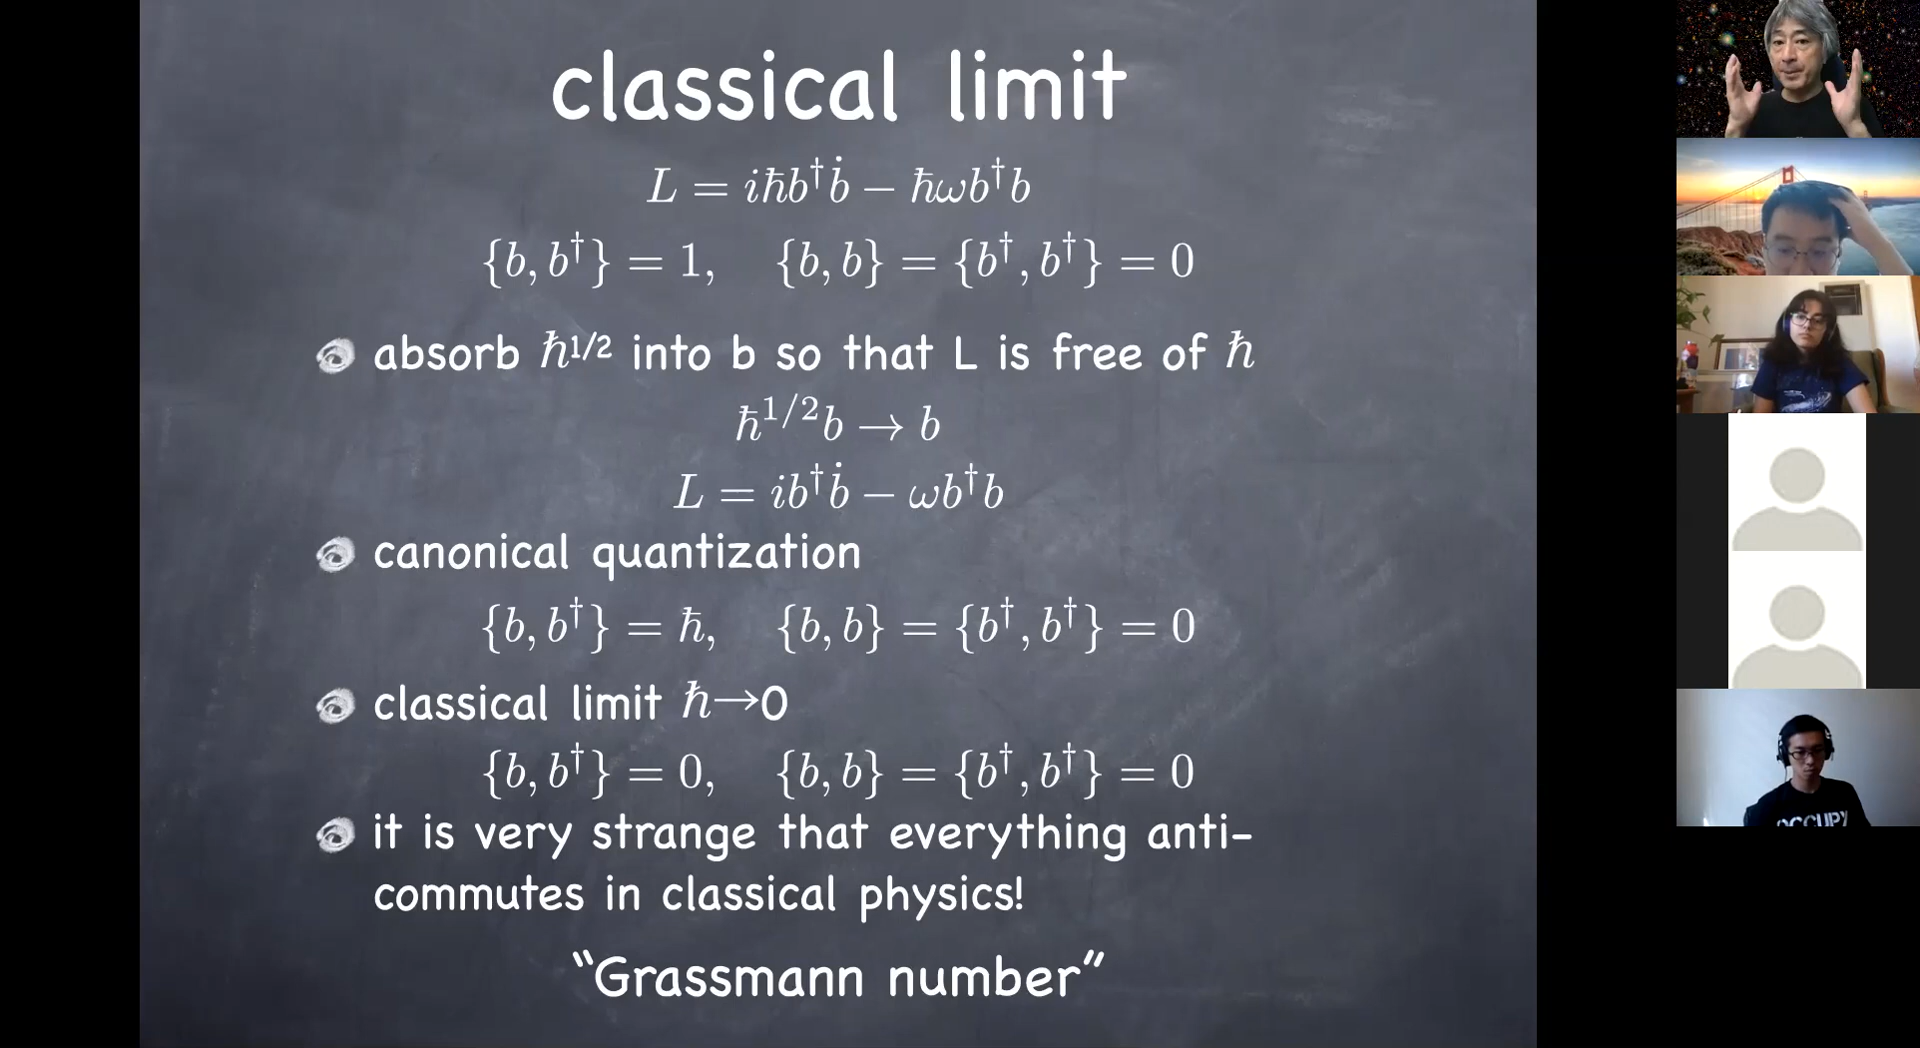 classical limit
L = iħb†ḃ − ħωb†b
{b, b†} = 1, {b, b} = {b†, b†} = 0
absorb ħ1/2 into b so that L is free of ħ
ħ^{1/2}b → b
L = ib†ḃ − ωb†b
canonical quantization
{b, b†} = ħ, {b, b} = {b†, b†} = 0
classical limit ħ→0
{b, b†} = 0, {b, b} = {b†, b†} = 0
it is very strange that everything anti-
commutes in classical physics!
“Grassmann number”
OCCUPY